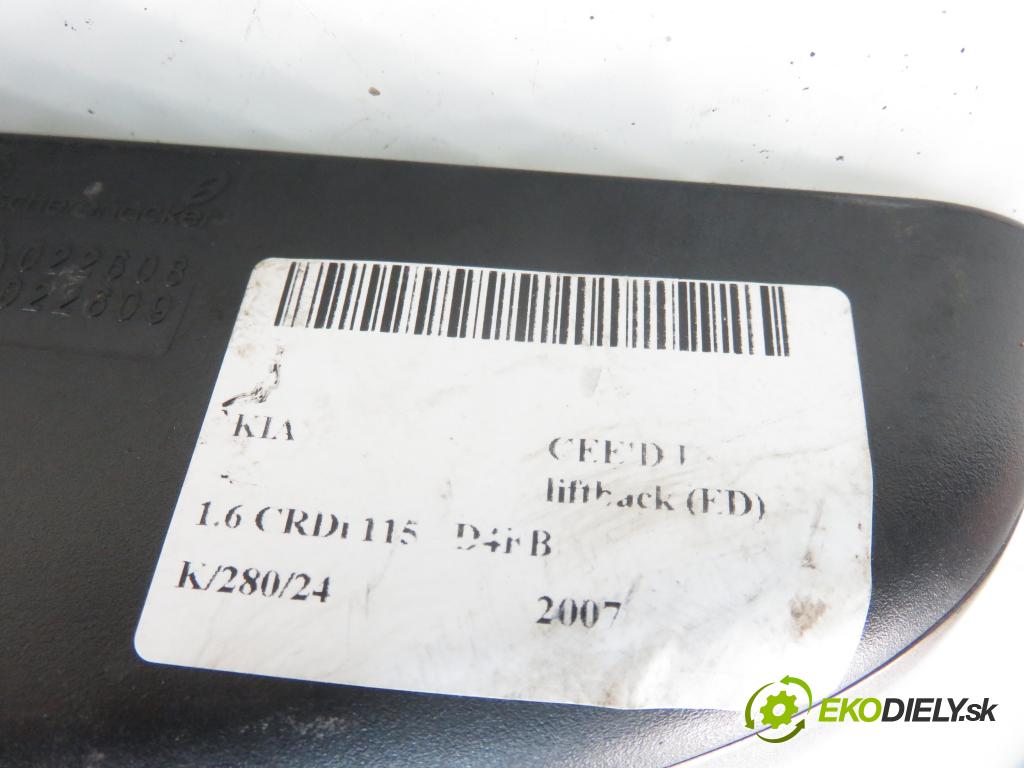 022608
022609
KIA
CEE'D
liftback (ED)
1.6 CRDi 115 D4FB
K/280/24
2007
EKODIELY.sk